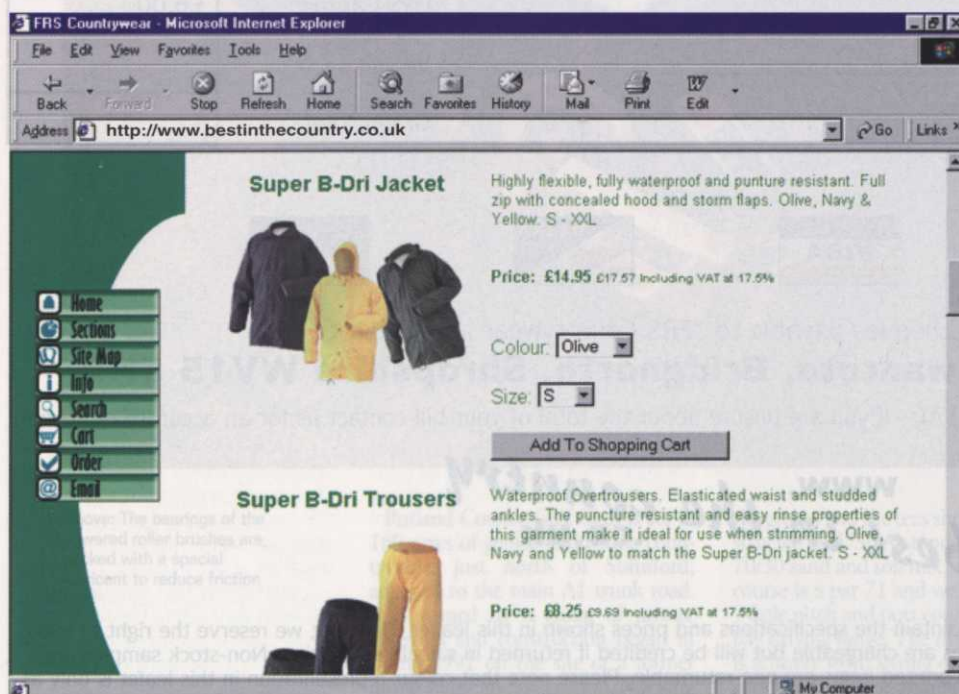 FRS Countrywear - Microsoft Internet Explorer
File Edit View Favorites Tools Help
Back Forward Stop Refresh Home Search Favorites History Mail Print Edit
Address http://www.bestinthecountry.co.uk Go Links
Home
Sections
Site Map
Info
Search
Cart
Order
Email
Super B-Dri Jacket
Highly flexible, fully waterproof and punture resistant. Full
zip with concealed hood and storm flaps. Olive, Navy &
Yellow. S - XXL
Price: £14.95 £17.57 Including VAT at 17.5%
Colour: Olive
Size: S
Add To Shopping Cart
Super B-Dri Trousers
Waterproof Overtrousers. Elasticated waist and studded
ankles. The puncture resistant and easy rinse properties of
this garment make it ideal for use when strimming. Olive,
Navy and Yellow to match the Super B-Dri jacket. S - XXL
Price: £8.25 £9.69 Including VAT at 17.5%
My Computer